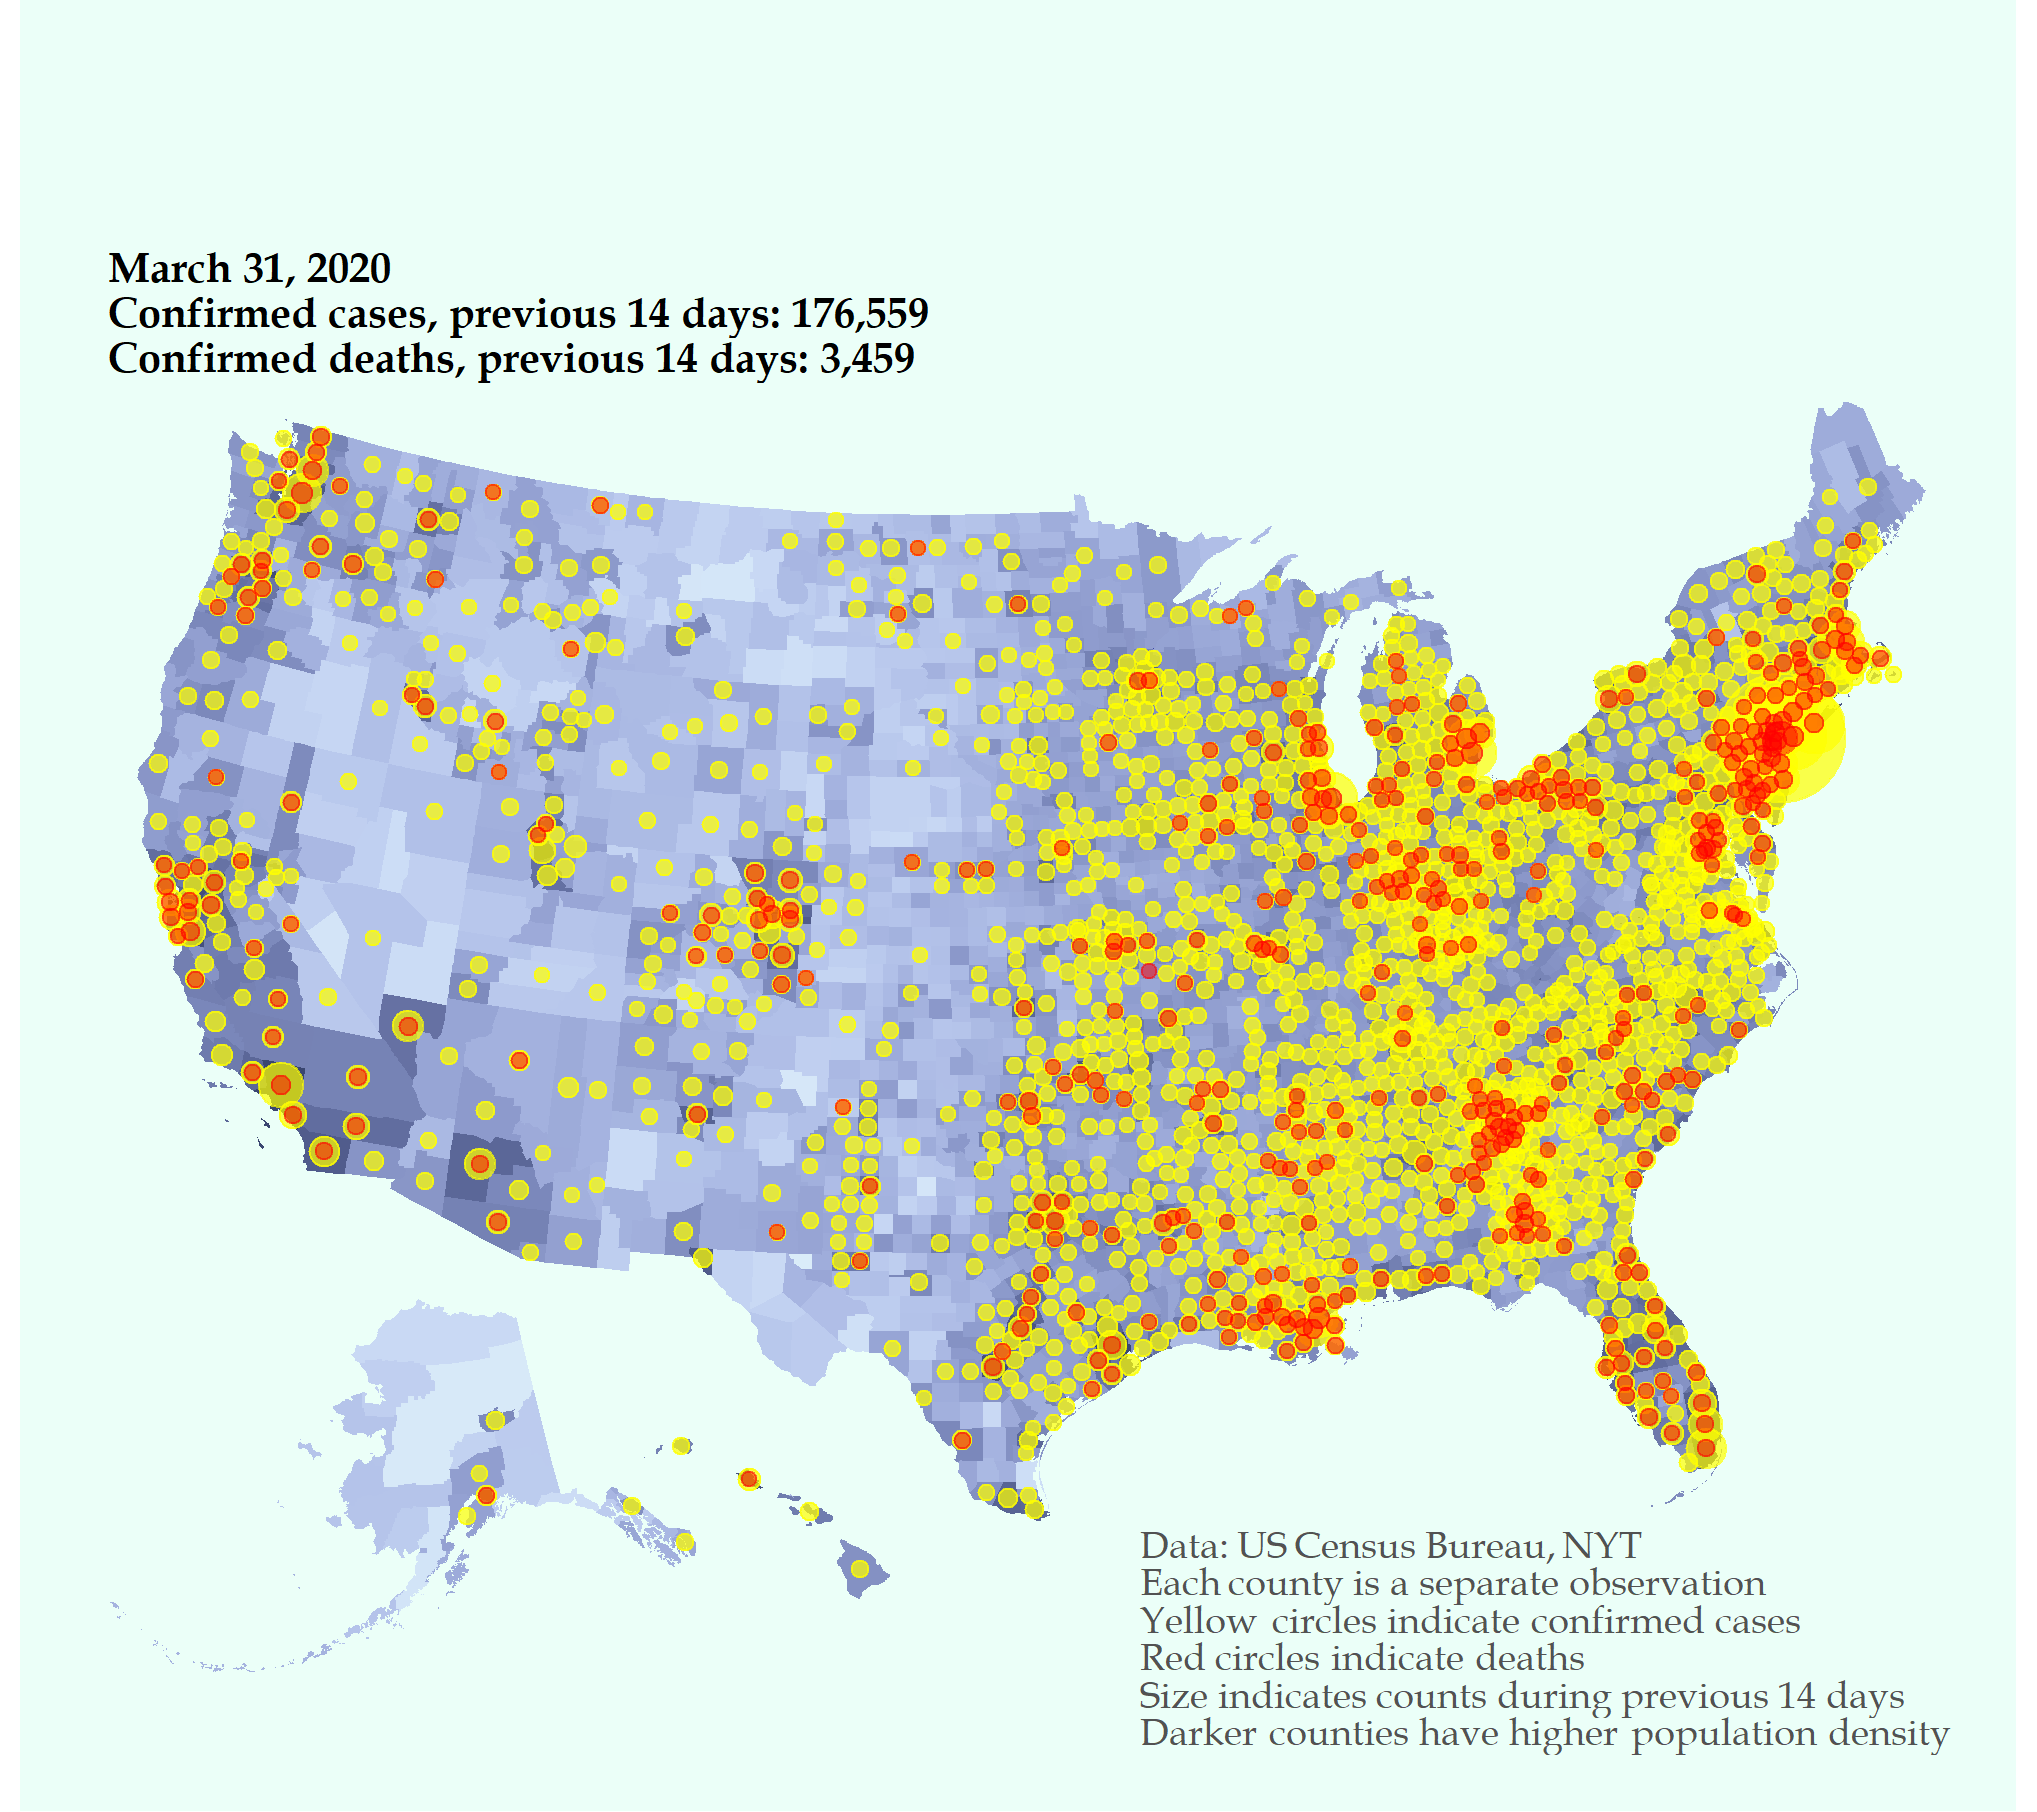 March 31, 2020
Confirmed cases, previous 14 days: 176,559
Confirmed deaths, previous 14 days: 3,459
Data: US Census Bureau, NYT
Each county is a separate observation
Yellow circles indicate confirmed cases
Red circles indicate deaths
Size indicates counts during previous 14 days
Darker counties have higher population density